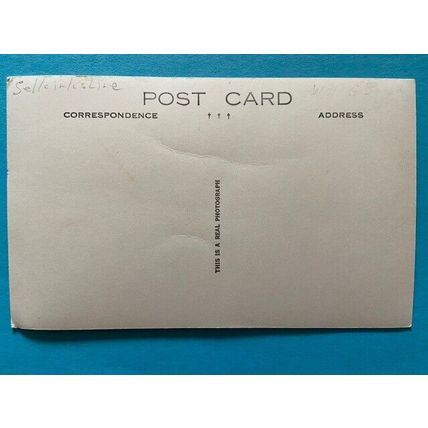 POST CARD
CORRESPONDENCE
† † †
ADDRESS
THIS IS A REAL PHOTOGRAPH